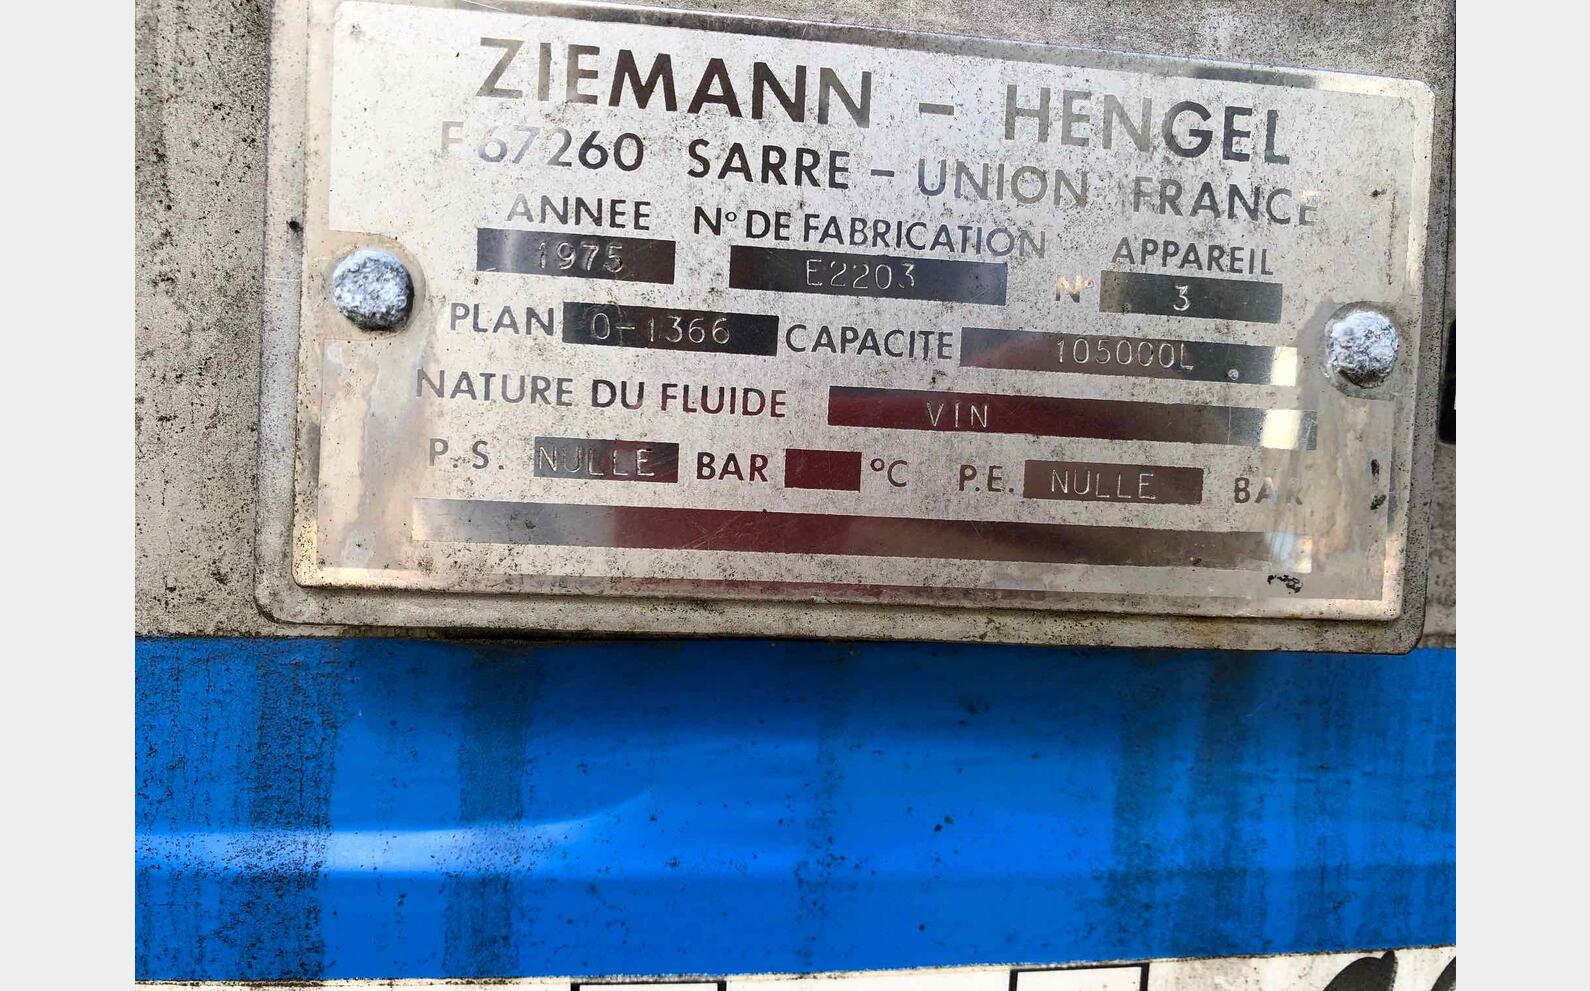 ZIEMANN - HENGEL
F 67260 SARRE - UNION FRANCE
ANNEE N° DE FABRICATION APPAREIL
1975 E2203 N° 3
PLAN 0-1366 CAPACITE 105000L
NATURE DU FLUIDE VIN
P.S. NULLE BAR °C P.E. NULLE BAR